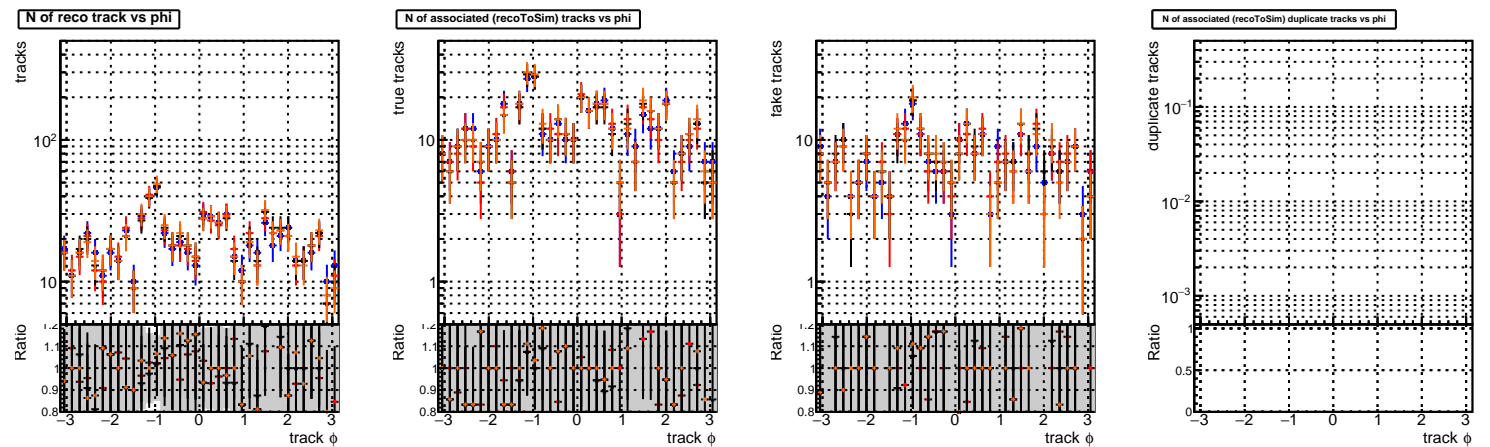 N of reco track vs phi
tracks
10²
10
Ratio
1.2
1.1
1
0.9
0.8
−3 −2 −1 0 1 2 3
track ϕ
N of associated (recoToSim) tracks vs phi
true tracks
10
1
Ratio
1.2
1.1
1
0.9
0.8
−3 −2 −1 0 1 2 3
track ϕ
fake tracks
10
1
Ratio
1.2
1.1
1
0.9
0.8
−3 −2 −1 0 1 2 3
track ϕ
N of associated (recoToSim) duplicate tracks vs phi
duplicate tracks
10⁻¹
10⁻²
10⁻³
Ratio
1
0.5
0
−3 −2 −1 0 1 2 3
track ϕ